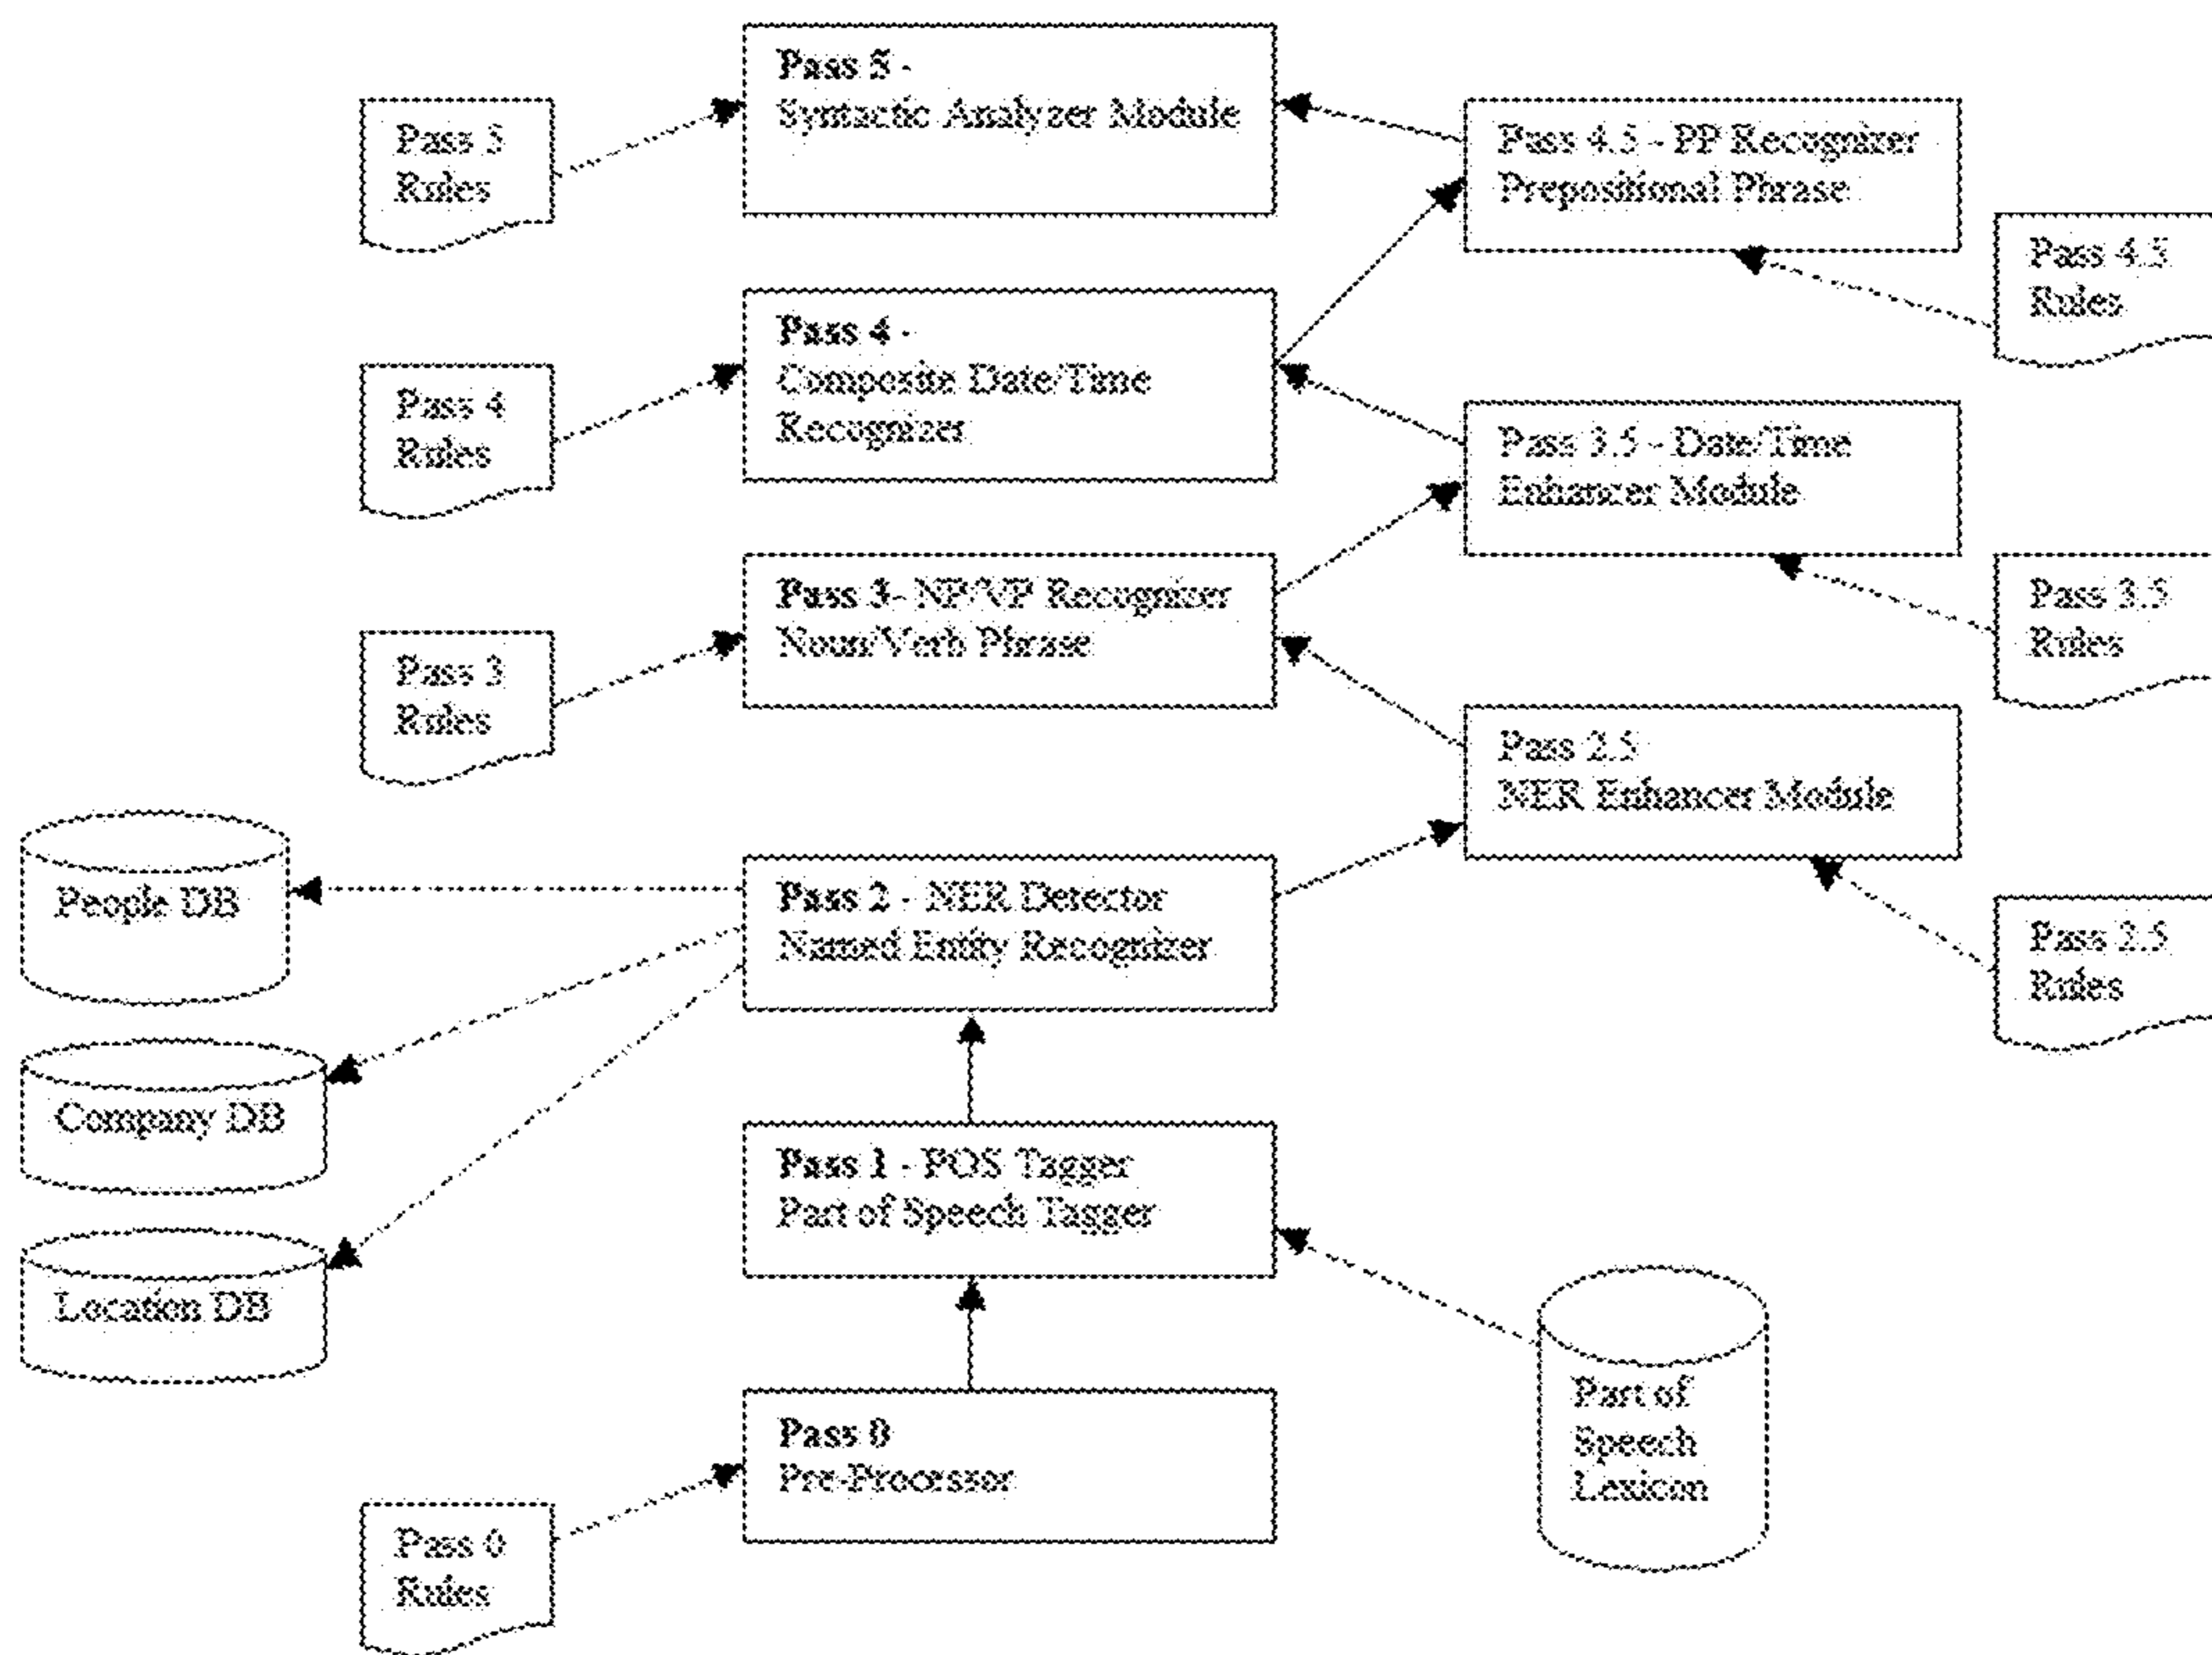 Pass 5 -
Syntactic Analyzer Module
Pass 5
Rules
Pass 4.5 - PP Recognizer
Prepositional Phrase
Pass 4.5
Rules
Pass 4 -
Composite Date/Time
Recognizer
Pass 4
Rules
Pass 3.5 - Date/Time
Enhancer Module
Pass 3.5
Rules
Pass 3- NP/VP Recognizer
Noun/Verb Phrase
Pass 3
Rules
Pass 2.5
NER Enhancer Module
Pass 2.5
Rules
People DB
Pass 2 - NER Detector
Named Entity Recognizer
Company DB
Location DB
Pass 1 - POS Tagger
Part of Speech Tagger
Part of
Speech
Lexicon
Pass 0
Pre-Processor
Pass 0
Rules